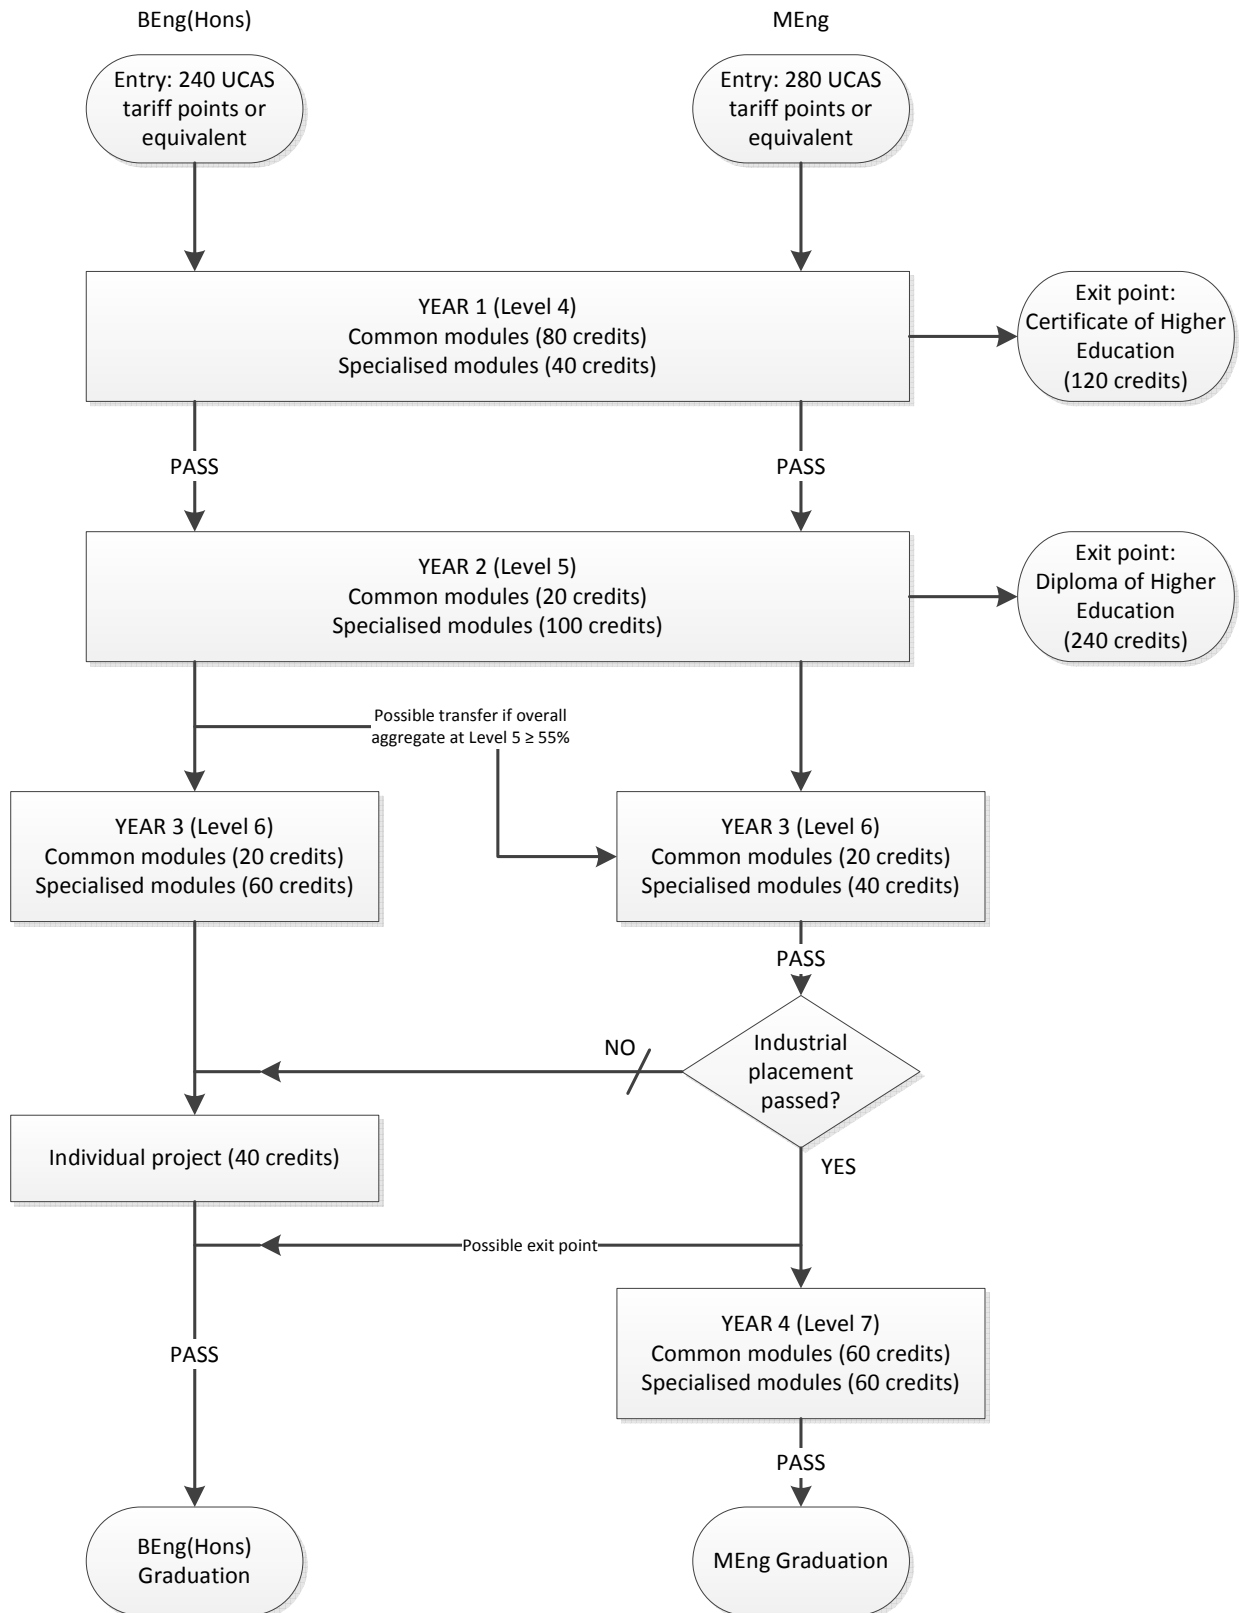 BEng(Hons)
MEng
Entry: 240 UCAS
tariff points or
equivalent
Entry: 280 UCAS
tariff points or
equivalent
YEAR 1 (Level 4)
Common modules (80 credits)
Specialised modules (40 credits)
Exit point:
Certificate of Higher
Education
(120 credits)
PASS
PASS
YEAR 2 (Level 5)
Common modules (20 credits)
Specialised modules (100 credits)
Exit point:
Diploma of Higher
Education
(240 credits)
Possible transfer if overall
aggregate at Level 5 ≥ 55%
YEAR 3 (Level 6)
Common modules (20 credits)
Specialised modules (60 credits)
YEAR 3 (Level 6)
Common modules (20 credits)
Specialised modules (40 credits)
PASS
Industrial
placement
passed?
NO
YES
Individual project (40 credits)
Possible exit point
YEAR 4 (Level 7)
Common modules (60 credits)
Specialised modules (60 credits)
PASS
PASS
BEng(Hons)
Graduation
MEng Graduation